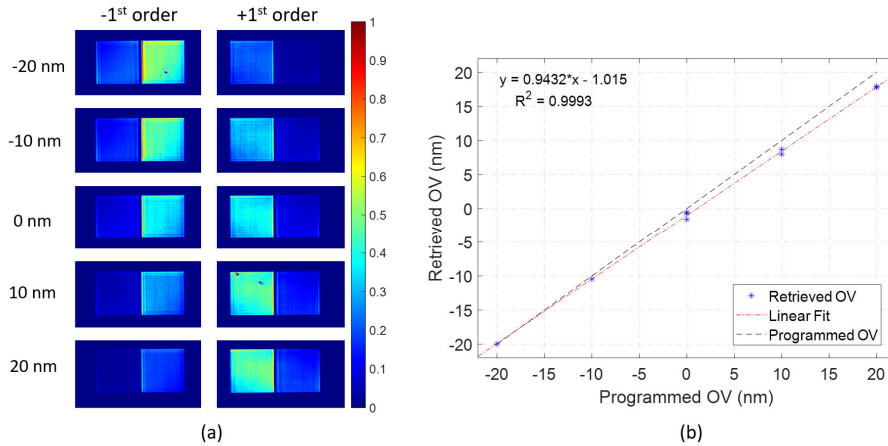 -1st order +1st order
-20 nm
-10 nm
0 nm
10 nm
20 nm
1
0.9
0.8
0.7
0.6
0.5
0.4
0.3
0.2
0.1
0
(a)
y = 0.9432*x - 1.015
R² = 0.9993
Retrieved OV (nm)
20
15
10
5
0
-5
-10
-15
-20
Retrieved OV
Linear Fit
Programmed OV
-20 -15 -10 -5 0 5 10 15 20
Programmed OV (nm)
(b)